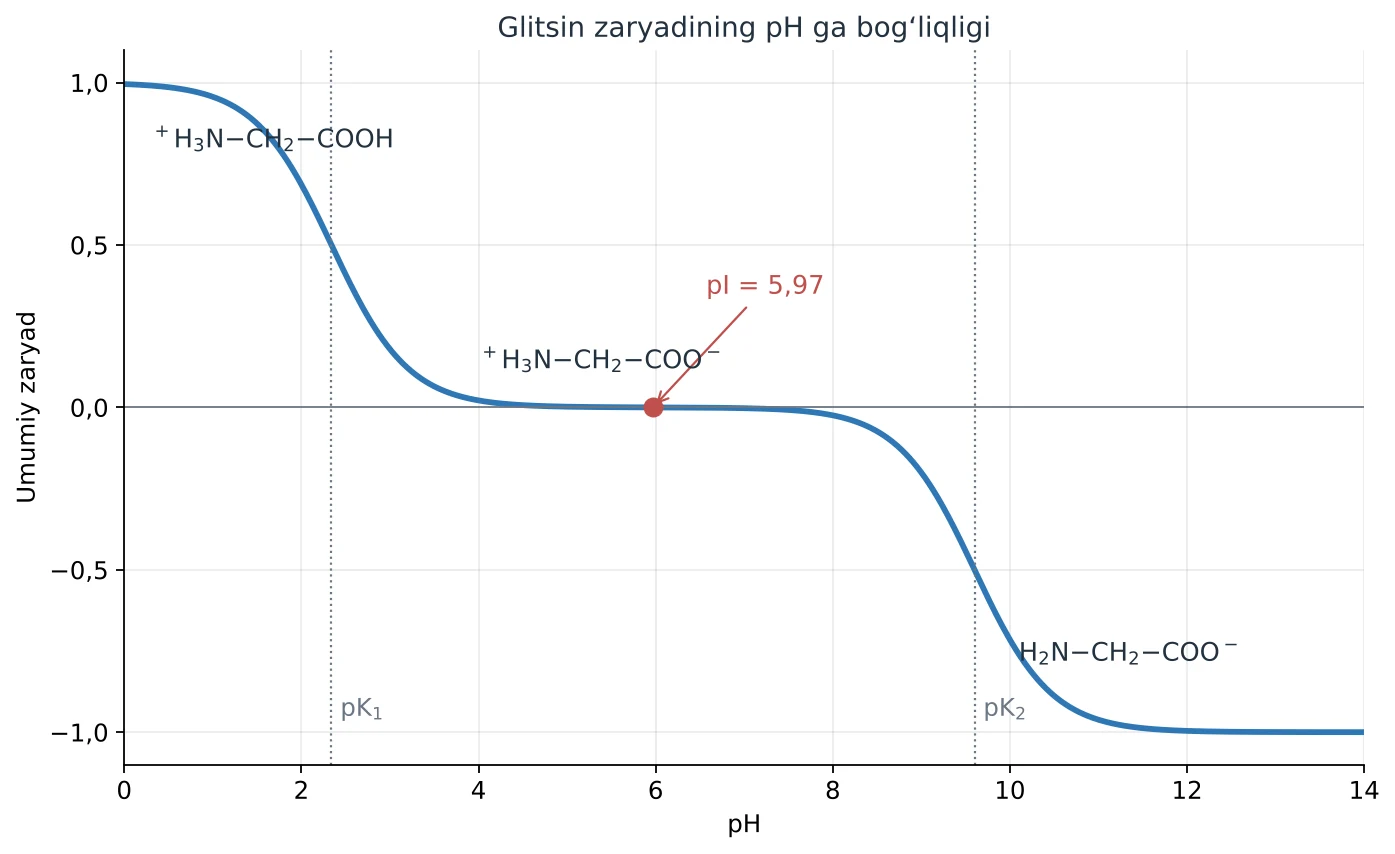 Glitsin zaryadining pH ga bog‘liqligi
Umumiy zaryad
1,0
0,5
0,0
−0,5
−1,0
⁺H₃N−CH₂−COOH
pI = 5,97
⁺H₃N−CH₂−COO⁻
H₂N−CH₂−COO⁻
pK₁
pK₂
0 2 4 6 8 10 12 14
pH